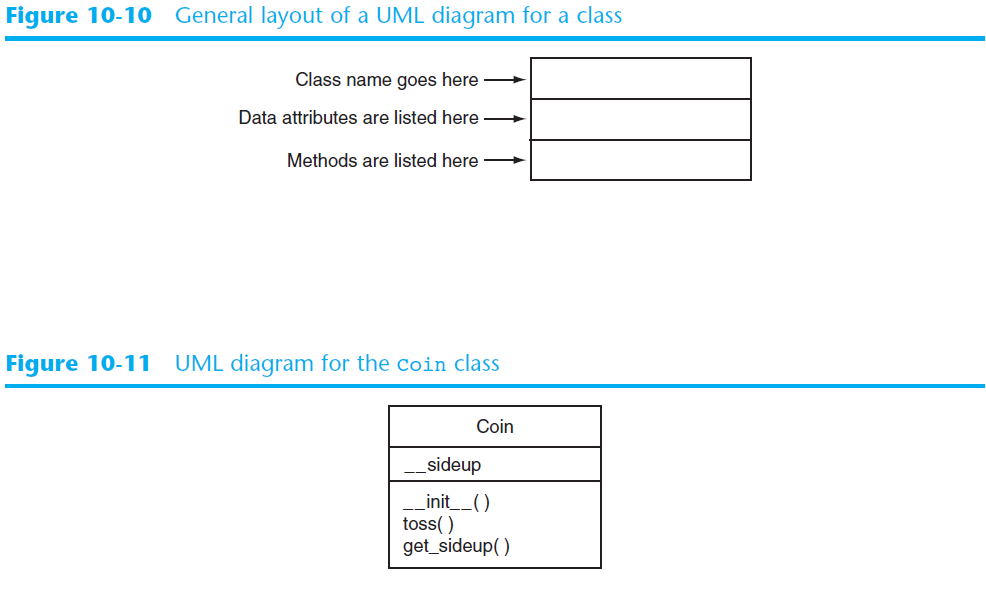 Figure 10-10 General layout of a UML diagram for a class
Class name goes here
Data attributes are listed here
Methods are listed here
Figure 10-11 UML diagram for the Coin class
Coin
__sideup
__init__( )
toss( )
get_sideup( )